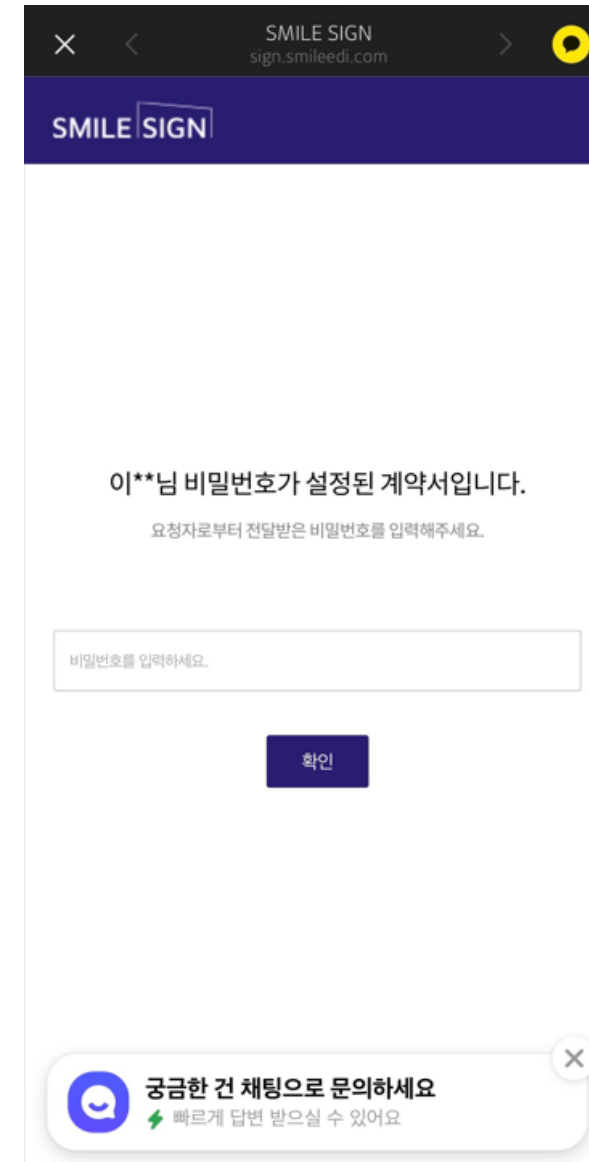 SMILE SIGN
sign.smileedi.com
SMILE SIGN
이**님 비밀번호가 설정된 계약서입니다.
요청자로부터 전달받은 비밀번호를 입력해주세요.
비밀번호를 입력하세요.
확인
궁금한 건 채팅으로 문의하세요
빠르게 답변 받으실 수 있어요